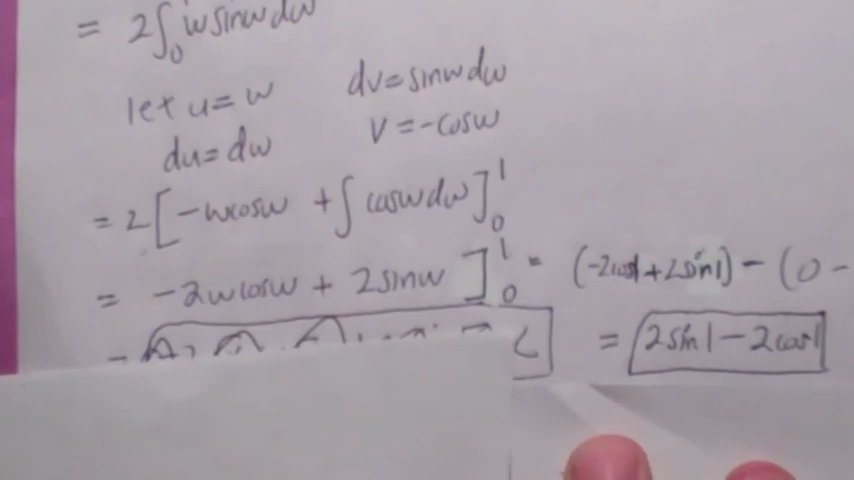 = 2∫₀ w sinw dw
let u = w dv = sinw dw
du = dw v = -cosw
= 2[-wcosw + ∫ cosw dw]₀¹
= -2wcosw + 2sinw ]₀¹ = (-2cos1 + 2sin1) - (0 -
= 2sin1 - 2cos1